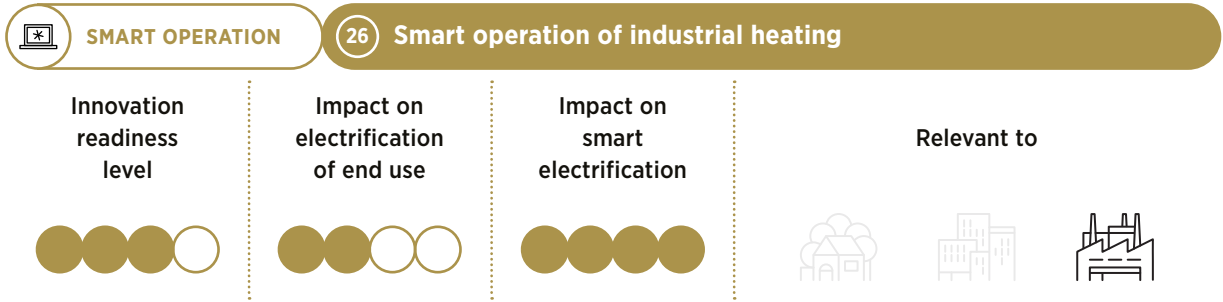 SMART OPERATION
26 Smart operation of industrial heating
Innovation
readiness
level
Impact on
electrification
of end use
Impact on
smart
electrification
Relevant to